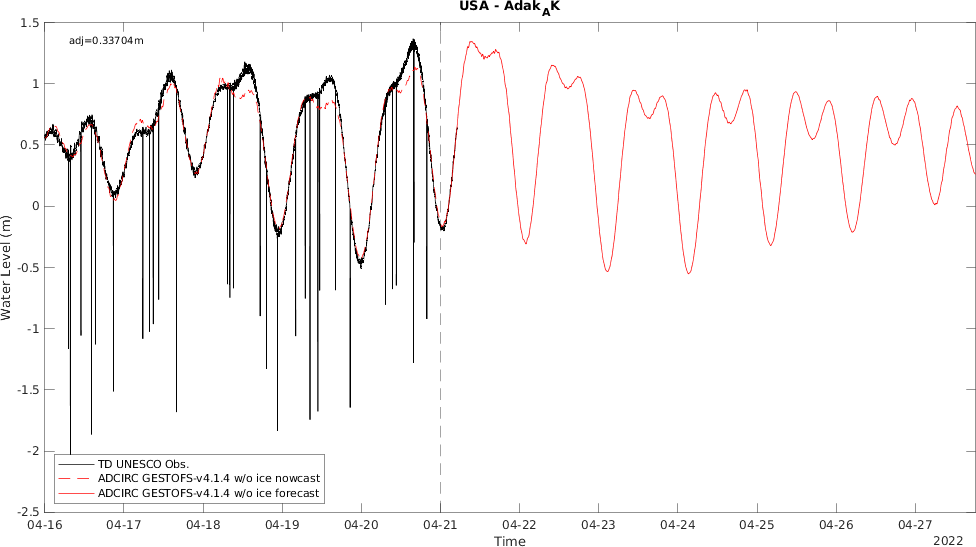 USA - Adak_AK
adj=0.33704m
1.5
1
0.5
0
-0.5
-1
-1.5
-2
-2.5
Water Level (m)
TD UNESCO Obs.
ADCIRC GESTOFS-v4.1.4 w/o ice nowcast
ADCIRC GESTOFS-v4.1.4 w/o ice forecast
04-16 04-17 04-18 04-19 04-20 04-21 04-22 04-23 04-24 04-25 04-26 04-27
Time
2022